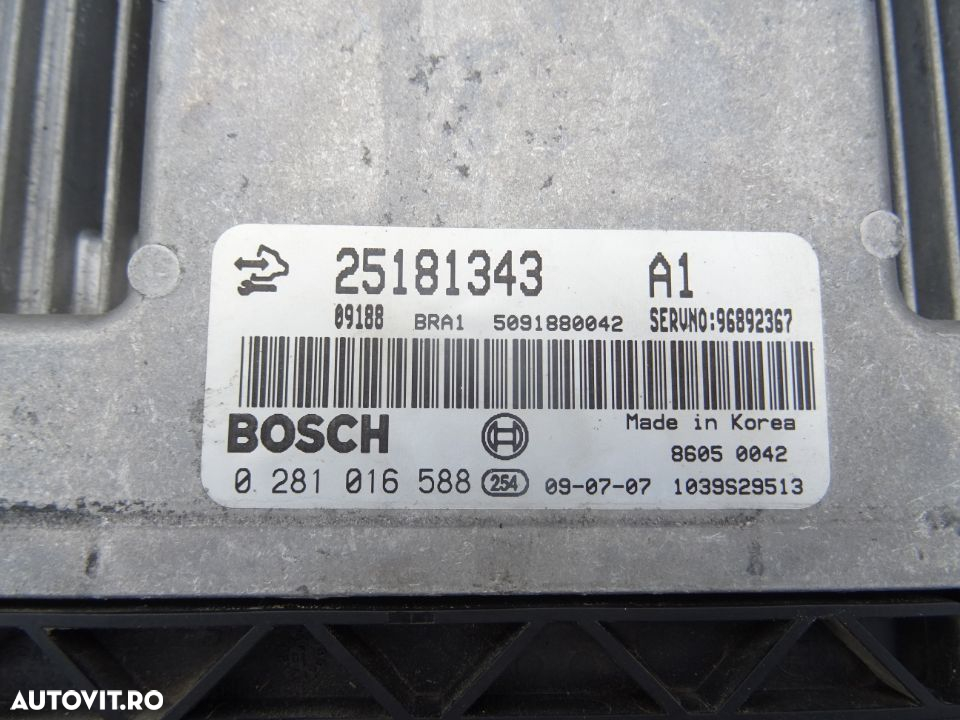 25181343 A1
09188 BRA1 5091880042 SERVNO:96892367
BOSCH
Made in Korea
8605 0042
0 281 016 588 254 09-07-07 1039S29513
AUTOVIT.RO